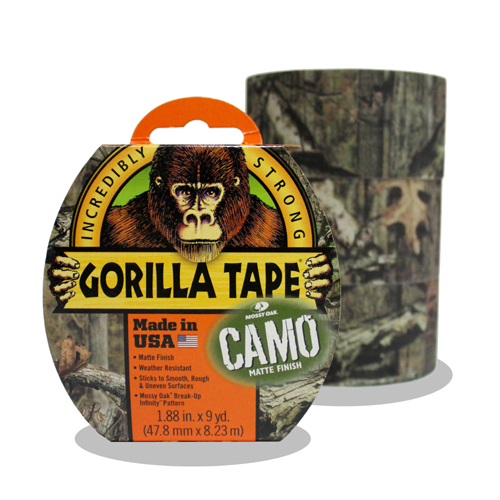 INCREDIBLY STRONG
GORILLA TAPE®
Made in
USA
MOSSY OAK®
CAMO
MATTE FINISH
• Matte Finish
• Weather Resistant
• Sticks to Smooth, Rough
& Uneven Surfaces
• Mossy Oak® Break-Up
Infinity® Pattern
1.88 in. x 9 yd.
(47.8 mm x 8.23 m)